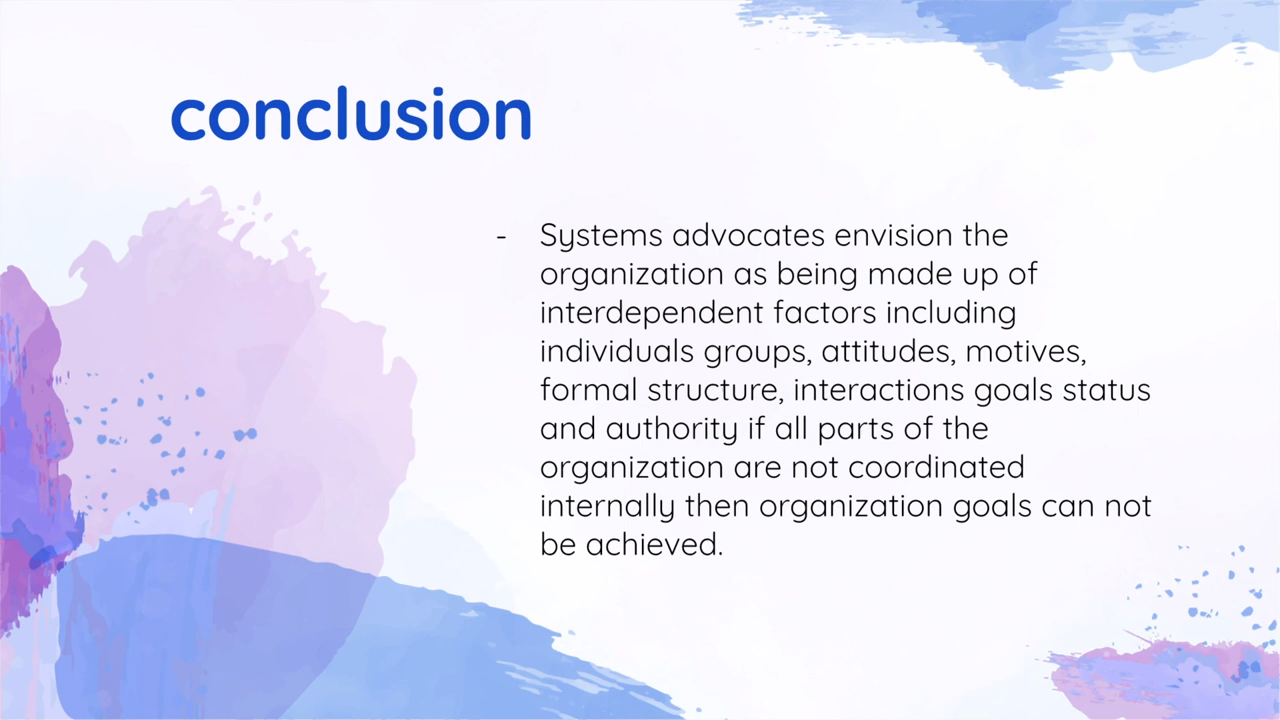 conclusion
- Systems advocates envision the
organization as being made up of
interdependent factors including
individuals groups, attitudes, motives,
formal structure, interactions goals status
and authority if all parts of the
organization are not coordinated
internally then organization goals can not
be achieved.